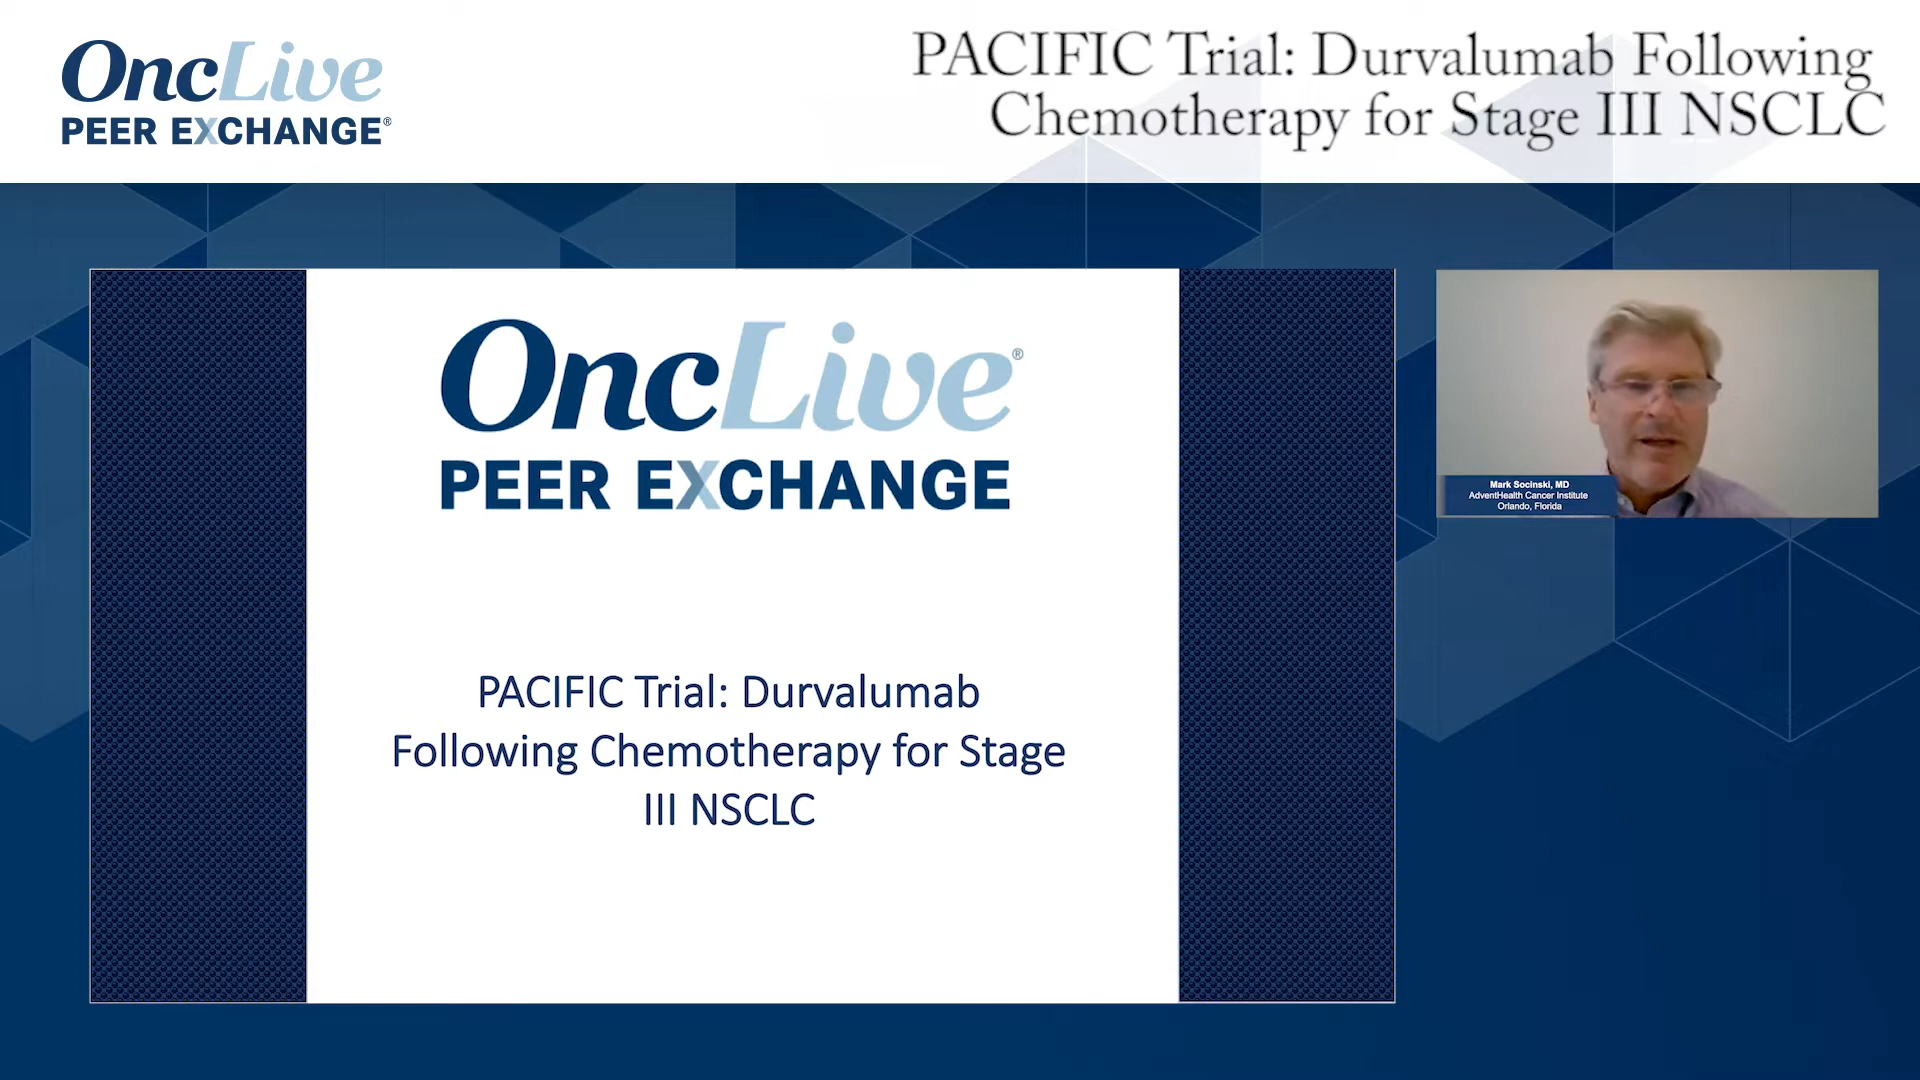 OncLive
PEER EXCHANGE®
PACIFIC Trial: Durvalumab Following
Chemotherapy for Stage III NSCLC
OncLive®
PEER EXCHANGE
PACIFIC Trial: Durvalumab
Following Chemotherapy for Stage
III NSCLC
Mark Socinski, MD
AdventHealth Cancer Institute
Orlando, Florida